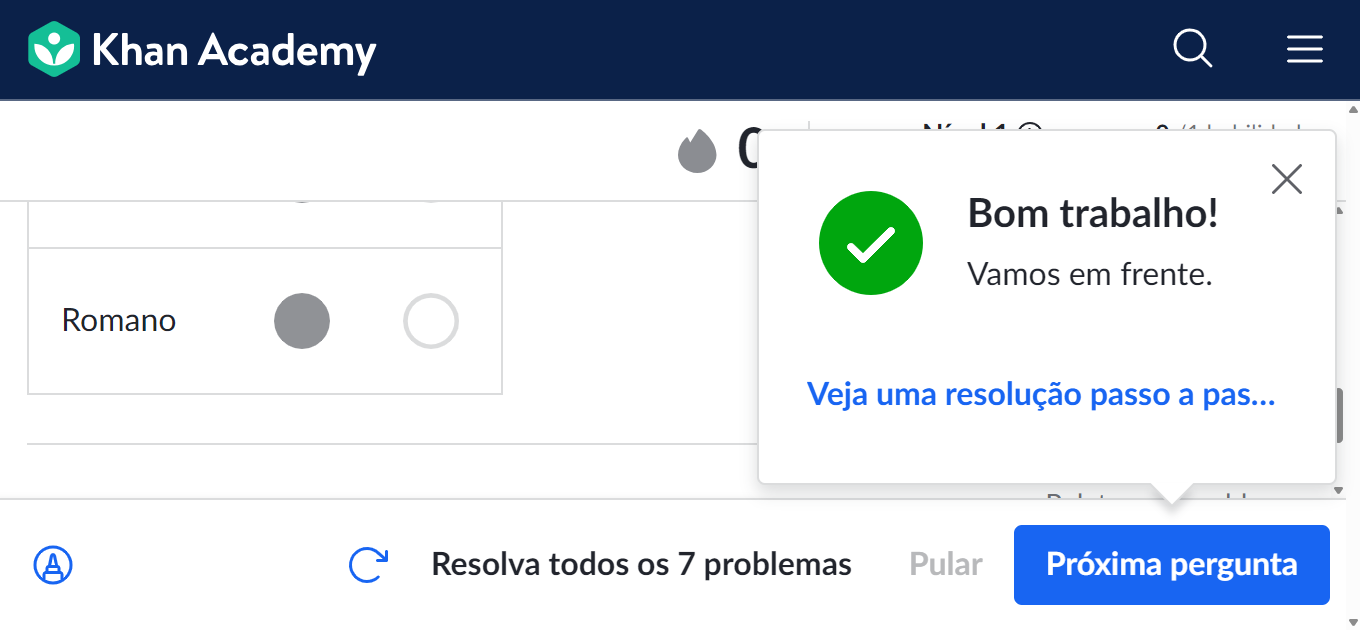 Khan Academy
Bom trabalho!
Vamos em frente.
Romano
Veja uma resolução passo a pas...
Resolva todos os 7 problemas
Pular
Próxima pergunta